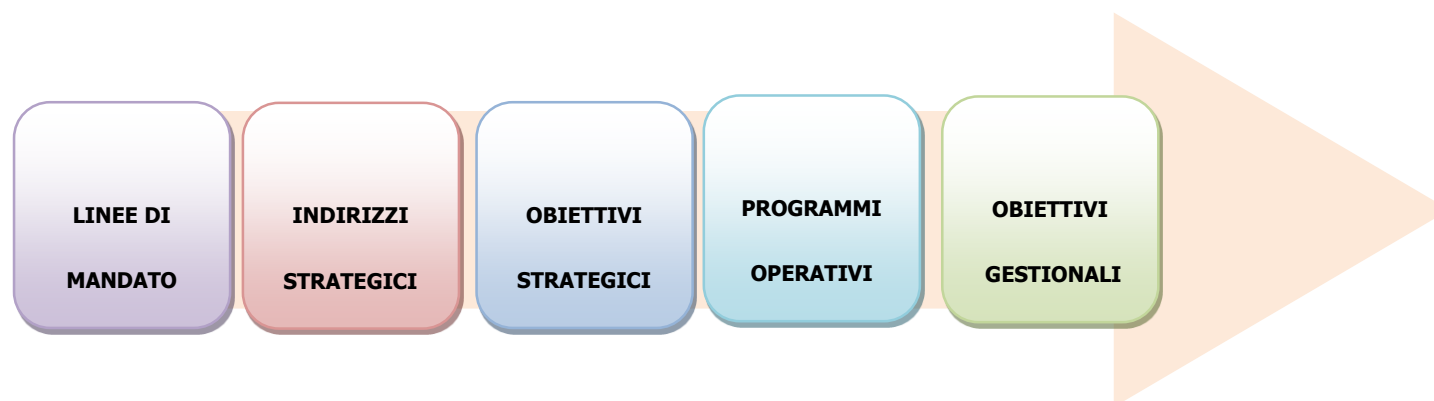 LINEE DI
MANDATO
INDIRIZZI
STRATEGICI
OBIETTIVI
STRATEGICI
PROGRAMMI
OPERATIVI
OBIETTIVI
GESTIONALI